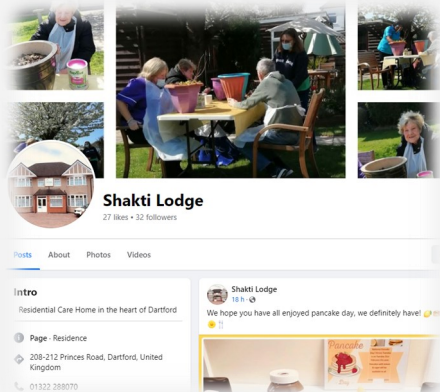 Shakti Lodge
27 likes • 32 followers
Posts About Photos Videos
Intro
Residential Care Home in the heart of Dartford
Page · Residence
208-212 Princes Road, Dartford, United
Kingdom
01322 288070
Shakti Lodge
18 h ·
We hope you have all enjoyed pancake day, we definitely have!
Pancake
Day